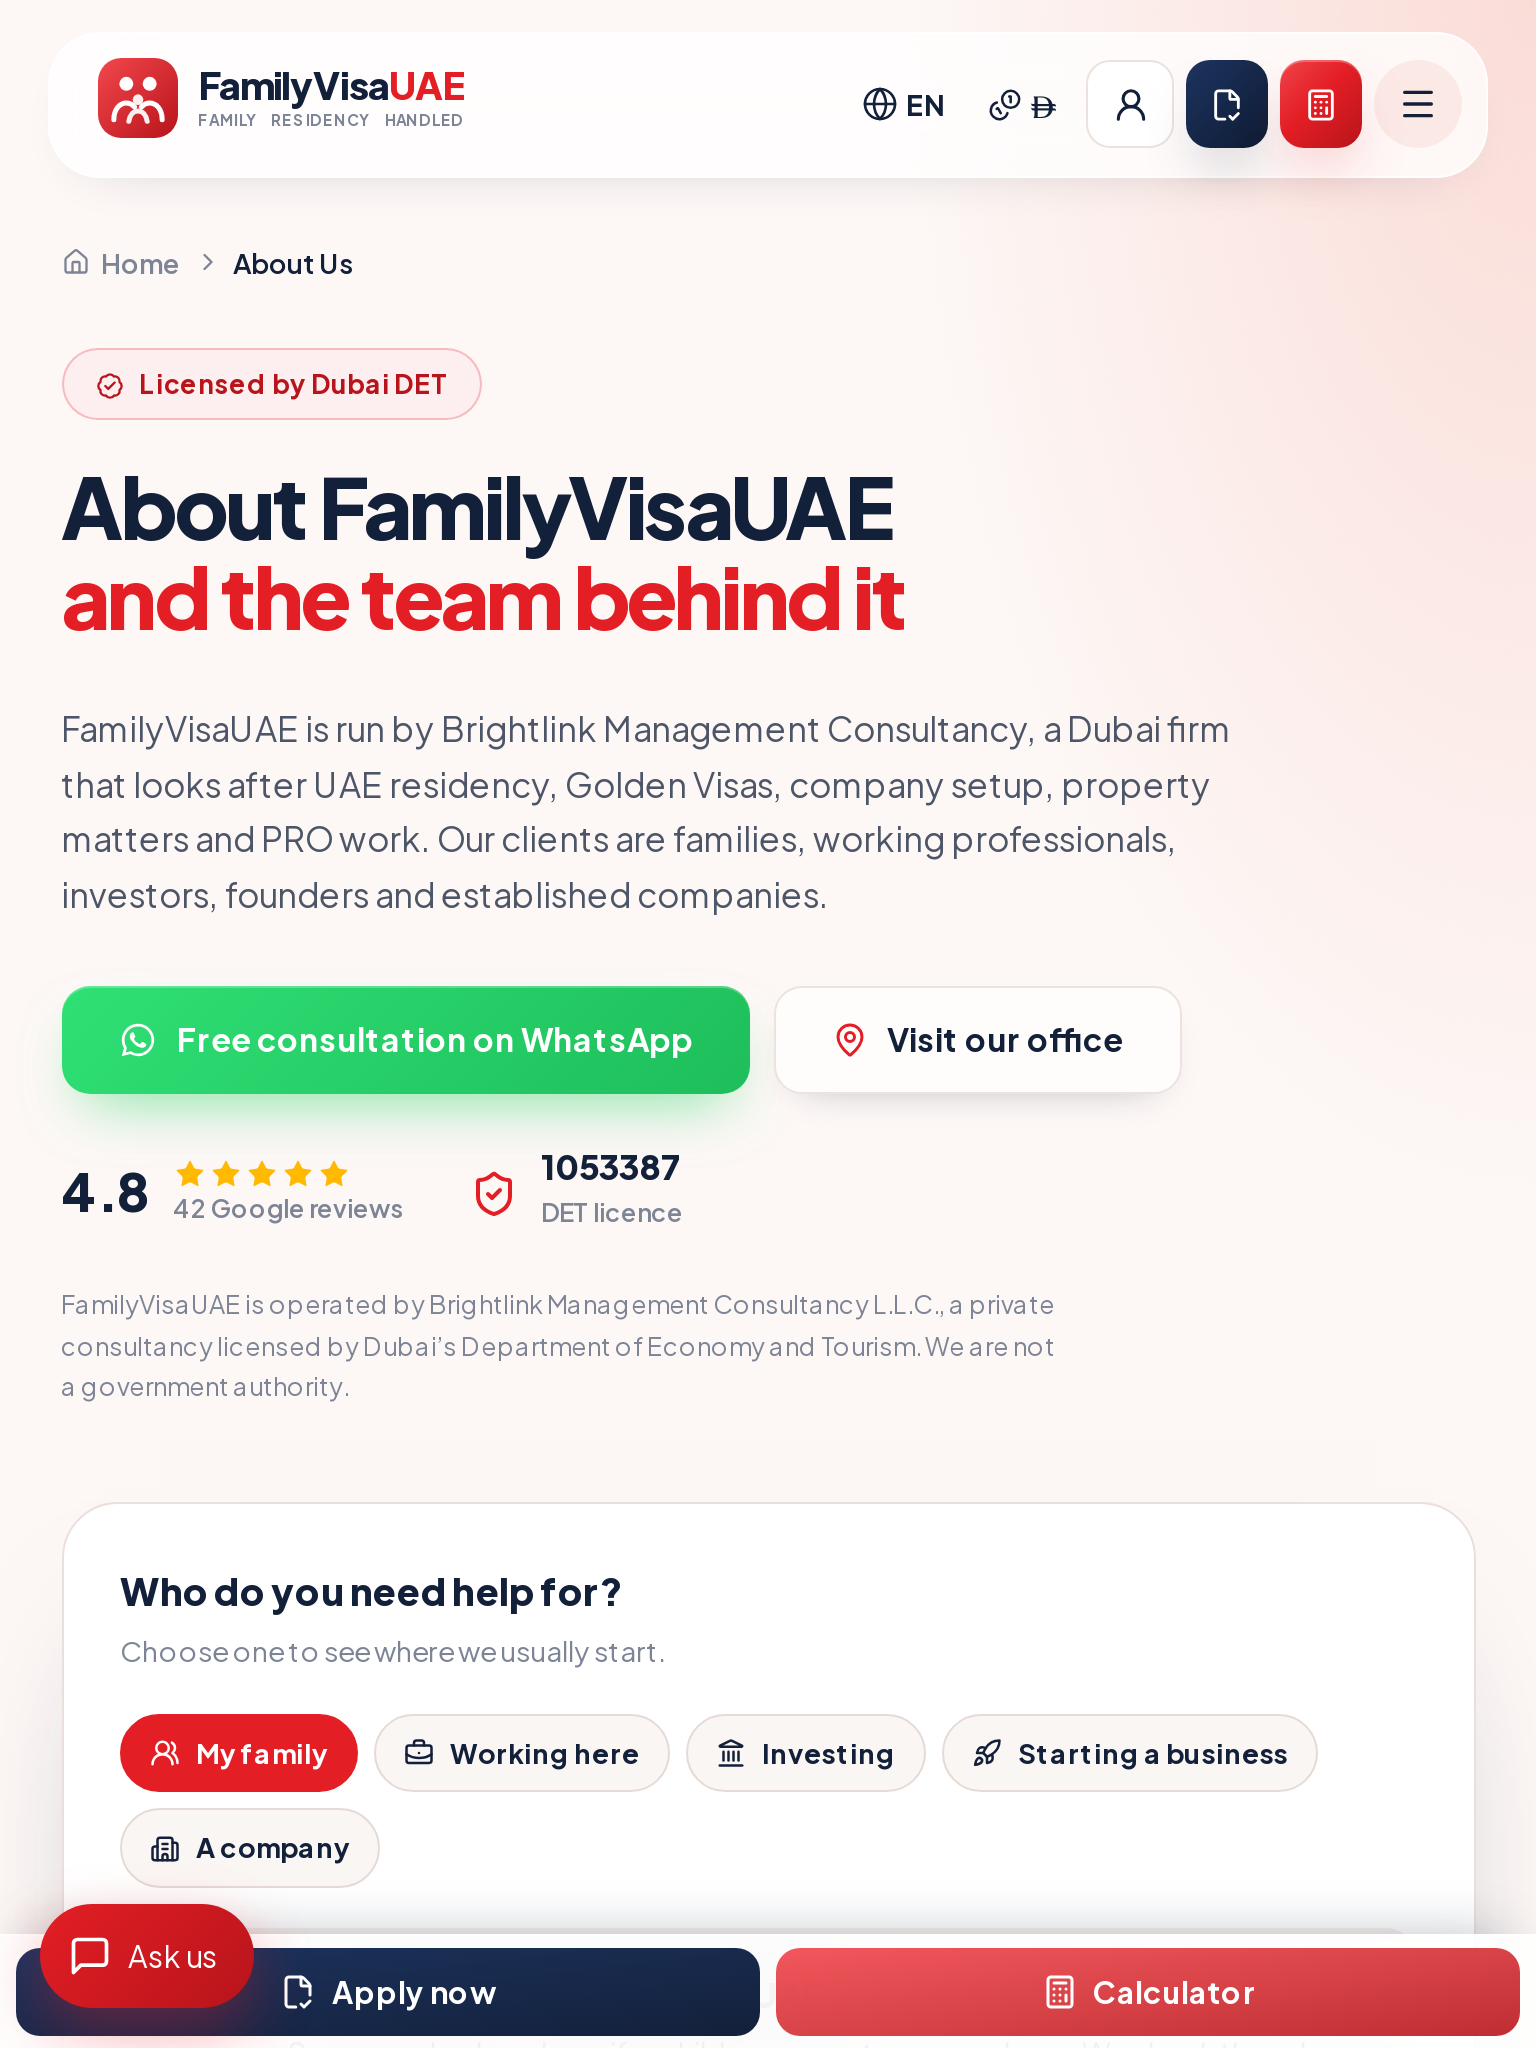 FamilyVisaUAE
FAMILY RESIDENCY HANDLED
EN
Home
About Us
Licensed by Dubai DET
About FamilyVisaUAE
and the team behind it
FamilyVisaUAE is run by Brightlink Management Consultancy, a Dubai firm
that looks after UAE residency, Golden Visas, company setup, property
matters and PRO work. Our clients are families, working professionals,
investors, founders and established companies.
Free consultation on WhatsApp
Visit our office
4.8
42 Google reviews
1053387
DET licence
FamilyVisaUAE is operated by Brightlink Management Consultancy L.L.C., a private
consultancy licensed by Dubai’s Department of Economy and Tourism. We are not
a government authority.
Who do you need help for?
Choose one to see where we usually start.
My family
Working here
Investing
Starting a business
A company
Ask us
Apply now
Calculator